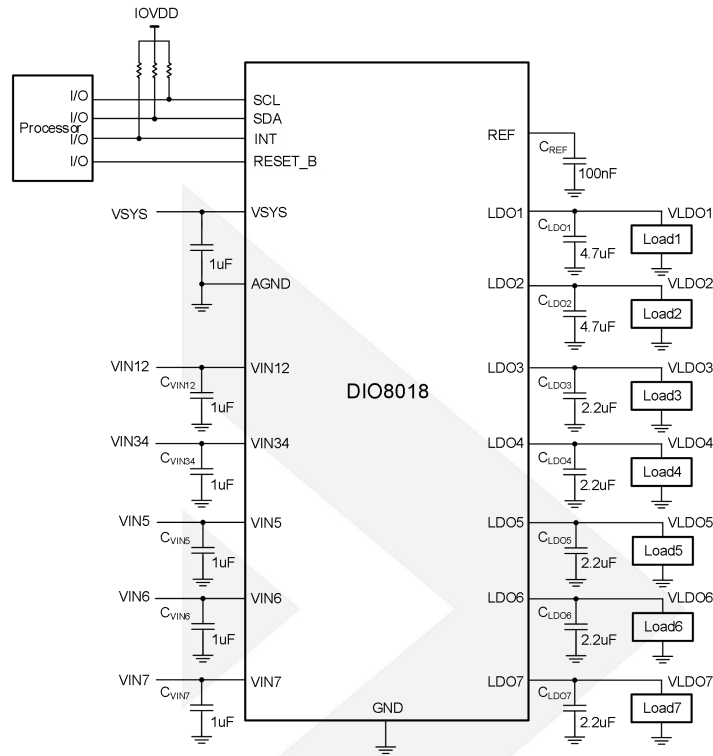 IOVDD
Processor
I/O
I/O
I/O
I/O
SCL
SDA
INT
RESET_B
REF
CREF
100nF
VSYS
VSYS
1uF
AGND
LDO1
CLDO1
4.7uF
VLDO1
Load1
LDO2
CLDO2
4.7uF
VLDO2
Load2
VIN12
CVIN12
1uF
VIN12
DIO8018
LDO3
CLDO3
2.2uF
VLDO3
Load3
VIN34
CVIN34
1uF
VIN34
LDO4
CLDO4
2.2uF
VLDO4
Load4
VIN5
CVIN5
1uF
VIN5
LDO5
CLDO5
2.2uF
VLDO5
Load5
VIN6
CVIN6
1uF
VIN6
LDO6
CLDO6
2.2uF
VLDO6
Load6
VIN7
CVIN7
1uF
VIN7
LDO7
CLDO7
2.2uF
VLDO7
Load7
GND